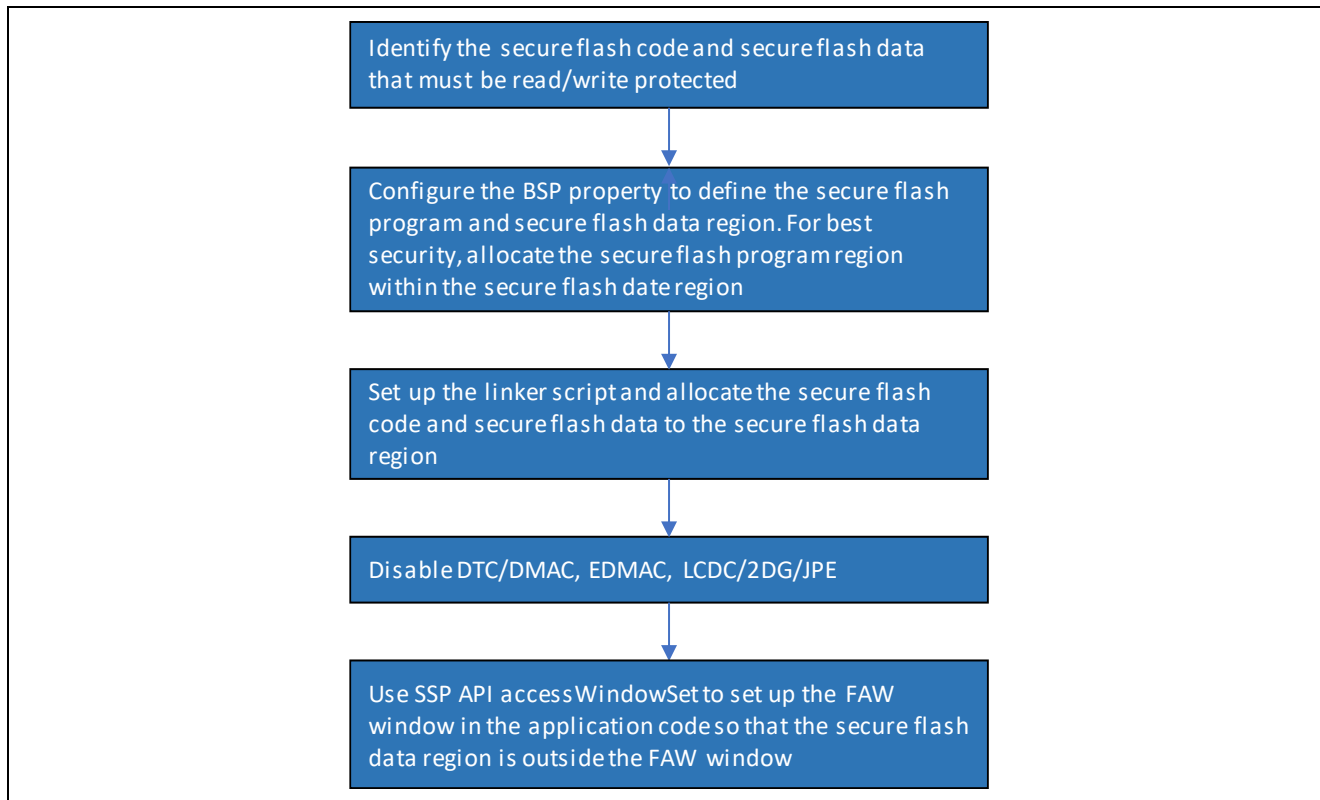 Identify the secure flash code and secure flash data
that must be read/write protected
Configure the BSP property to define the secure flash
program and secure flash data region. For best
security, allocate the secure flash program region
within the secure flash date region
Set up the linker script and allocate the secure flash
code and secure flash data to the secure flash data
region
Disable DTC/DMAC, EDMAC, LCDC/2DG/JPE
Use SSP API accessWindowSet to set up the FAW
window in the application code so that the secure flash
data region is outside the FAW window